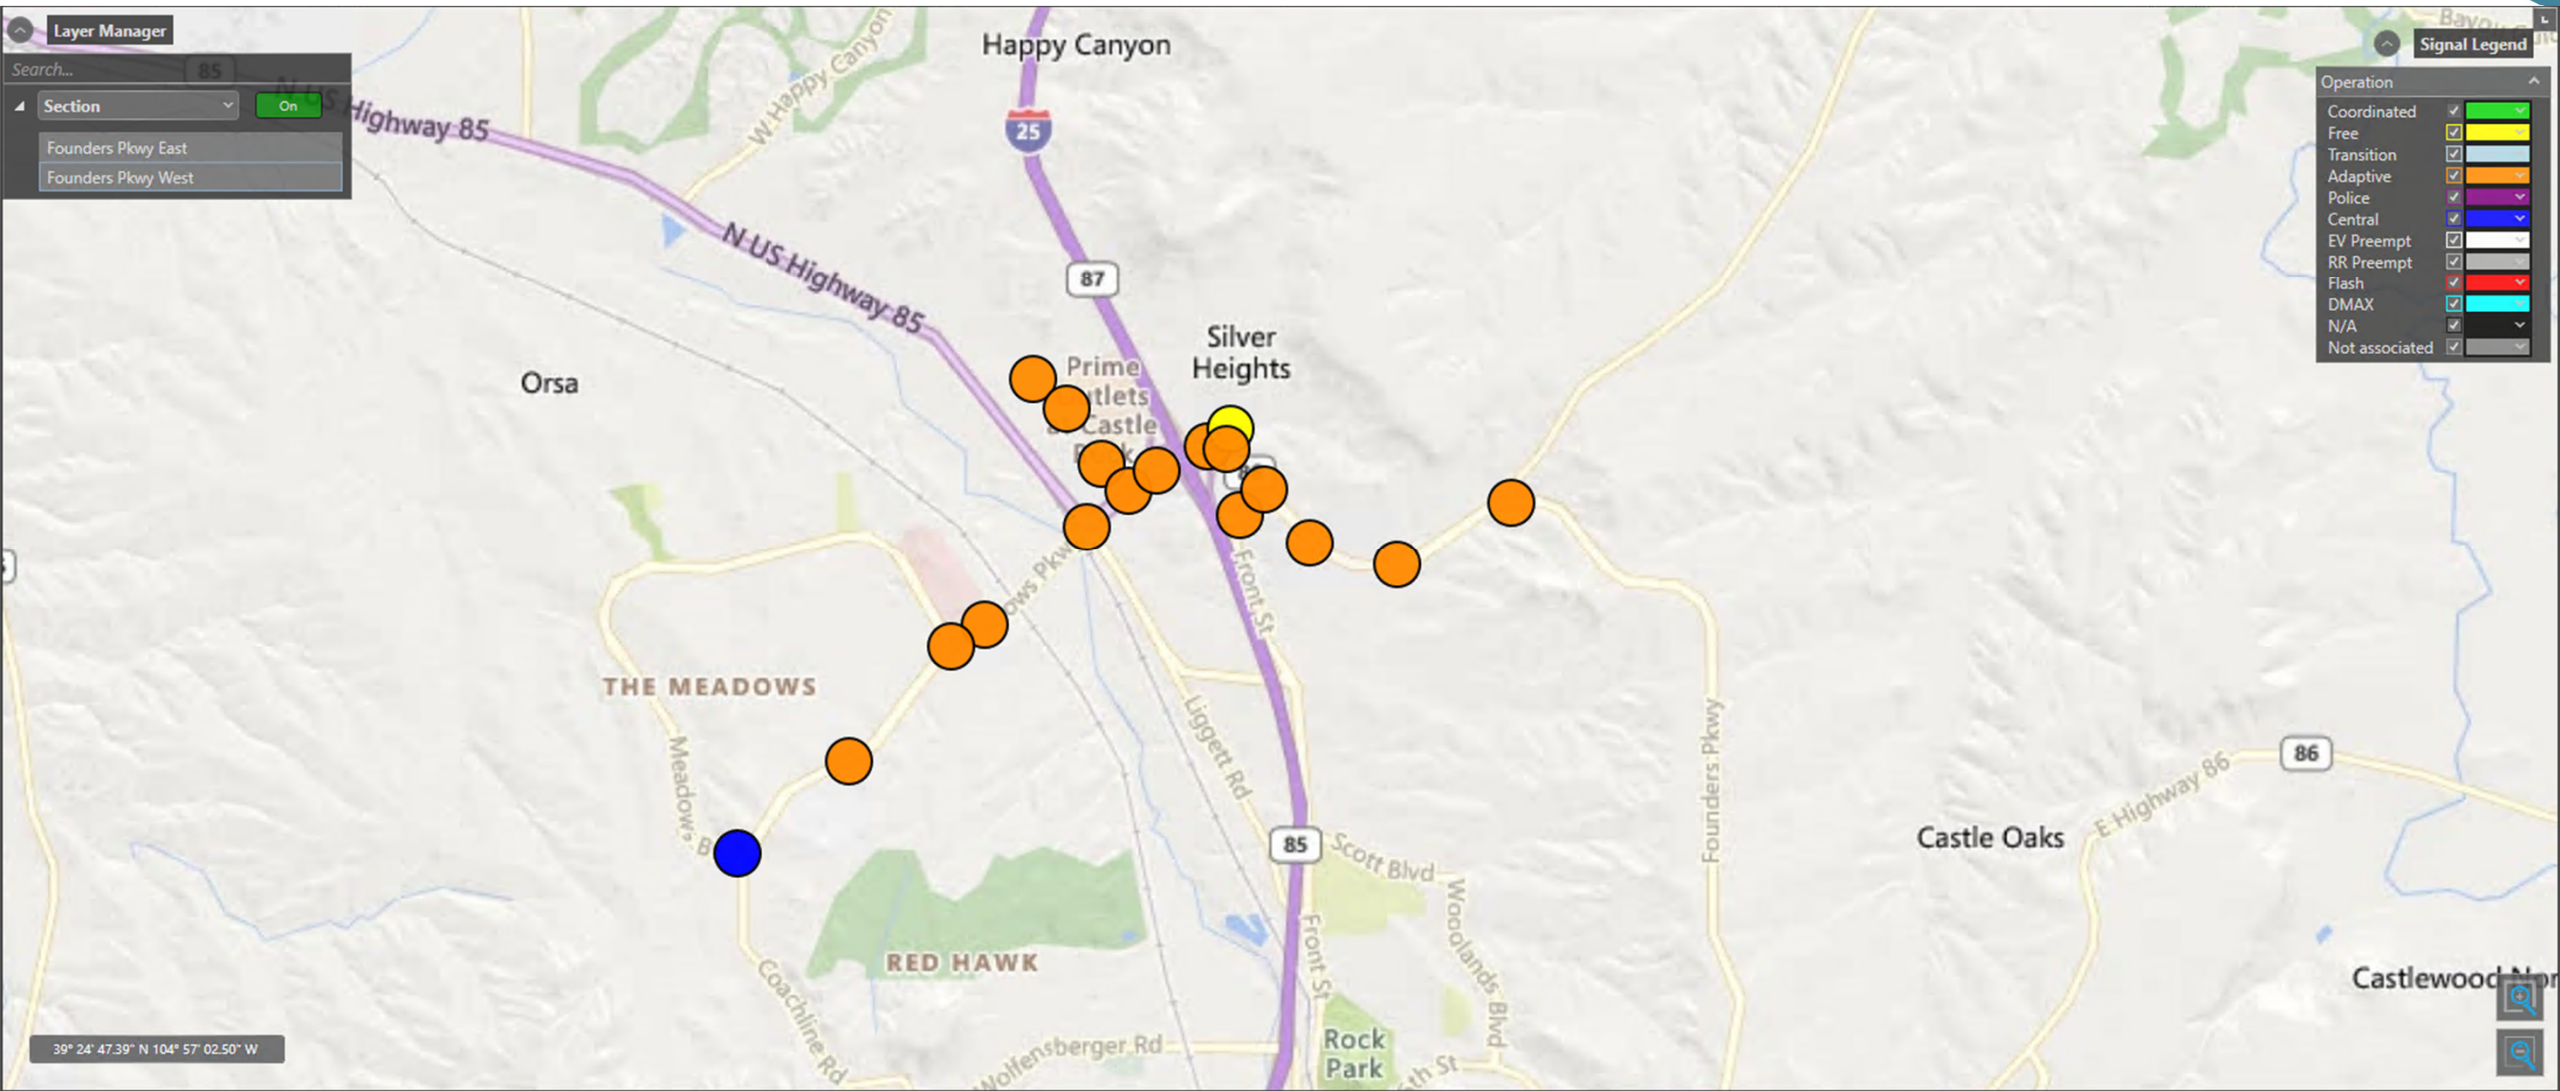 Layer Manager
Search...
Section
On
Founders Pkwy East
Founders Pkwy West
Signal Legend
Operation
Coordinated
Free
Transition
Adaptive
Police
Central
EV Preempt
RR Preempt
Flash
DMAX
N/A
Not associated
Happy Canyon
W Happy Canyon
85
N US Highway 85
25
N US Highway 85
87
Silver
Heights
Prime
Castle
Orsa
Front St
THE MEADOWS
Liggett Rd
Founders Pkwy
86
E Highway 86
Castle Oaks
85
Scott Blvd
Woodlands Blvd
RED HAWK
Front St
Coachline Rd
Wolfensberger Rd
Rock
Park
39° 24' 47.39" N 104° 57' 02.50" W